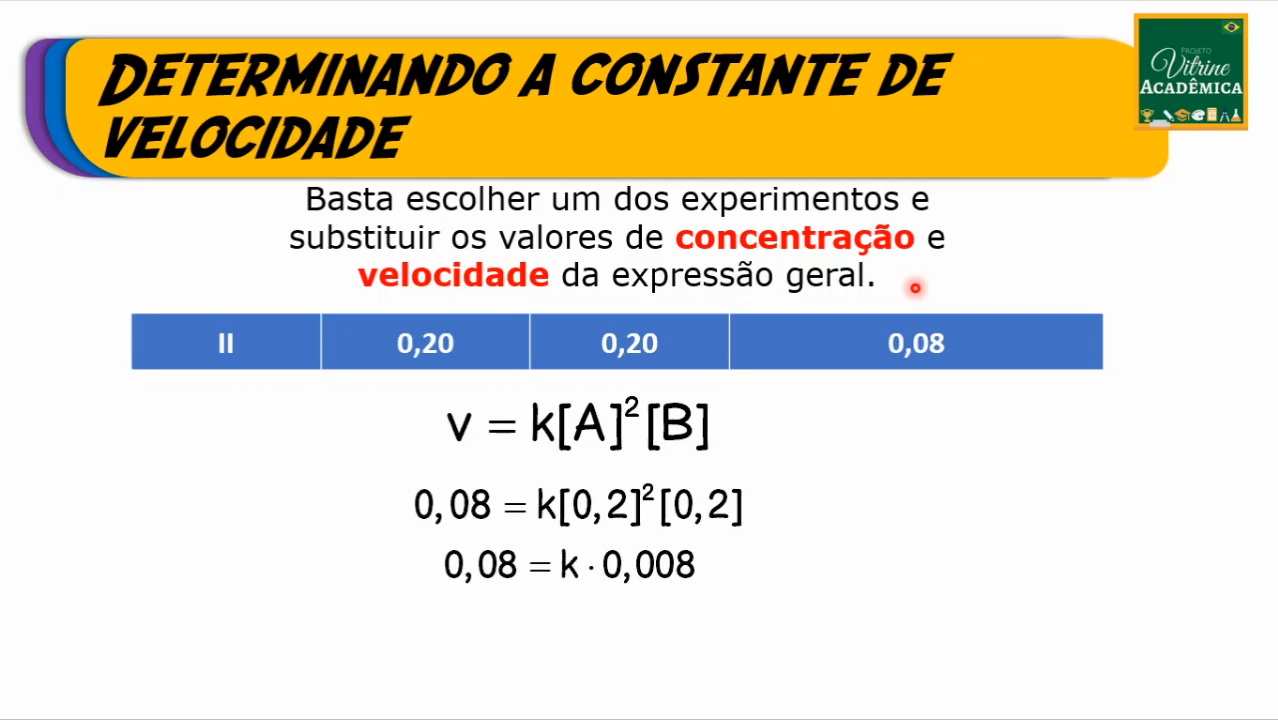 DETERMINANDO A CONSTANTE DE
VELOCIDADE
PROJETO
Vitrine
ACADÊMICA
Basta escolher um dos experimentos e
substituir os valores de concentração e
velocidade da expressão geral.
II 0,20 0,20 0,08
v = k[A]²[B]
0,08 = k[0,2]²[0,2]
0,08 = k · 0,008